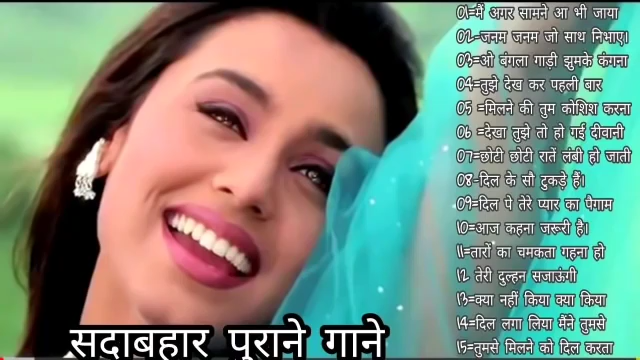 01=मैं अगर सामने आ भी जाया
02-जनम जनम जो साथ निभाए।
03=ओ बंगला गाड़ी झुमके कंगना
04=तुझे देख कर पहली बार
05 =मिलने की तुम कोशिश करना
06 =देखा तुझे तो हो गई दीवानी
07=छोटी छोटी रातें लंबी हो जाती
08-दिल के सौ टुकड़े हैं।
09=दिल पे तेरे प्यार का पैगाम
10=आज कहना जरूरी है।
11=तारों का चमकता गहना हो
12 तेरी दुल्हन सजाऊंगी
13=क्या नहीं किया क्या किया
14=दिल लगा लिया मैंने तुमसे
15=तुमसे मिलने को दिल करता
सदाबहार पुराने गाने